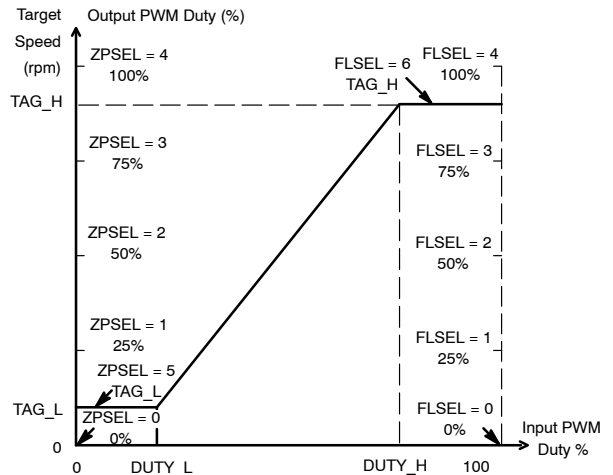 Target
Speed
(rpm)
Output PWM Duty (%)
ZPSEL = 4
100%
FLSEL = 6
TAG_H
FLSEL = 4
100%
TAG_H
ZPSEL = 3
75%
FLSEL = 3
75%
ZPSEL = 2
50%
FLSEL = 2
50%
ZPSEL = 1
25%
FLSEL = 1
25%
ZPSEL = 5
TAG_L
TAG_L
ZPSEL = 0
0%
FLSEL = 0
0%
Input PWM
Duty %
0
0
DUTY_L
DUTY_H
100